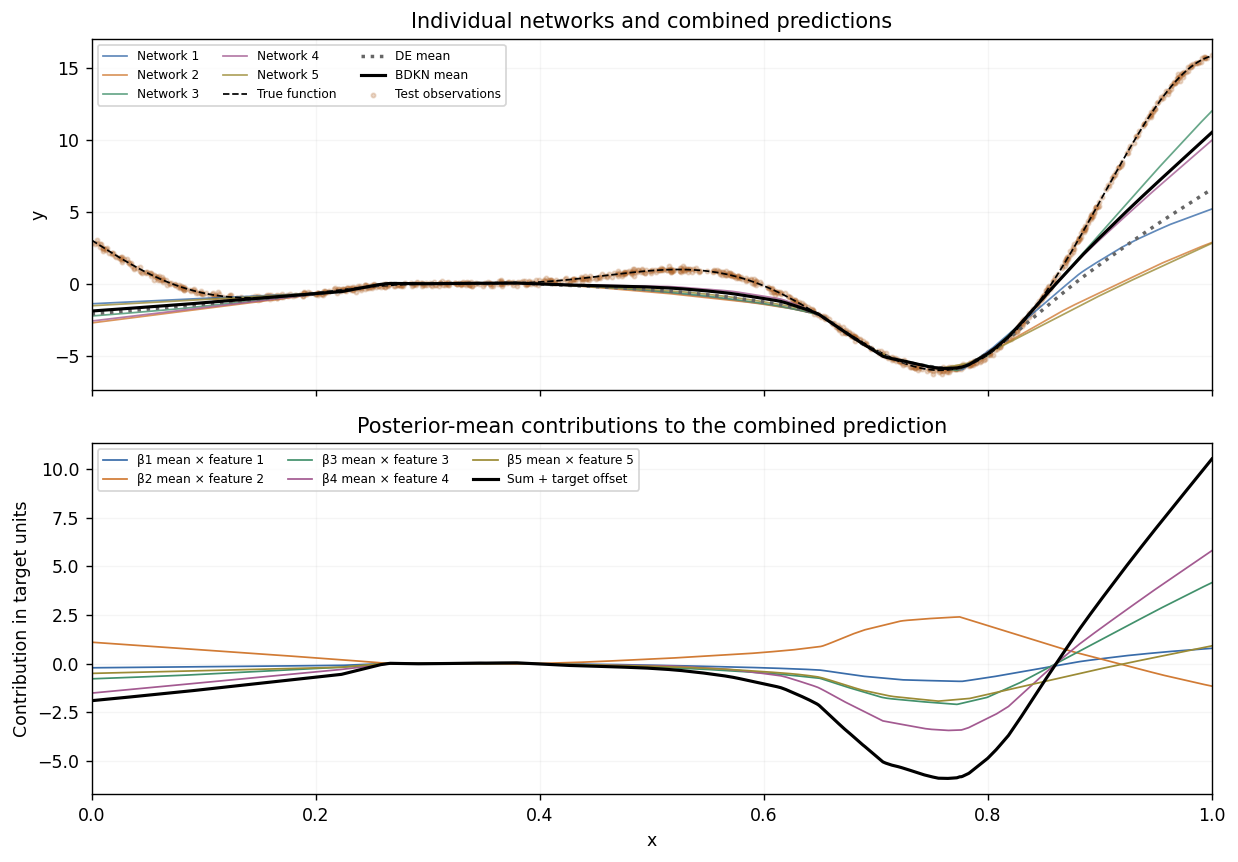 Individual networks and combined predictions
Network 1
Network 2
Network 3
Network 4
Network 5
True function
DE mean
BDKN mean
Test observations
15
10
5
0
−5
y
Posterior-mean contributions to the combined prediction
β1 mean × feature 1
β2 mean × feature 2
β3 mean × feature 3
β4 mean × feature 4
β5 mean × feature 5
Sum + target offset
10.0
7.5
5.0
2.5
0.0
−2.5
−5.0
Contribution in target units
0.0 0.2 0.4 0.6 0.8 1.0
x